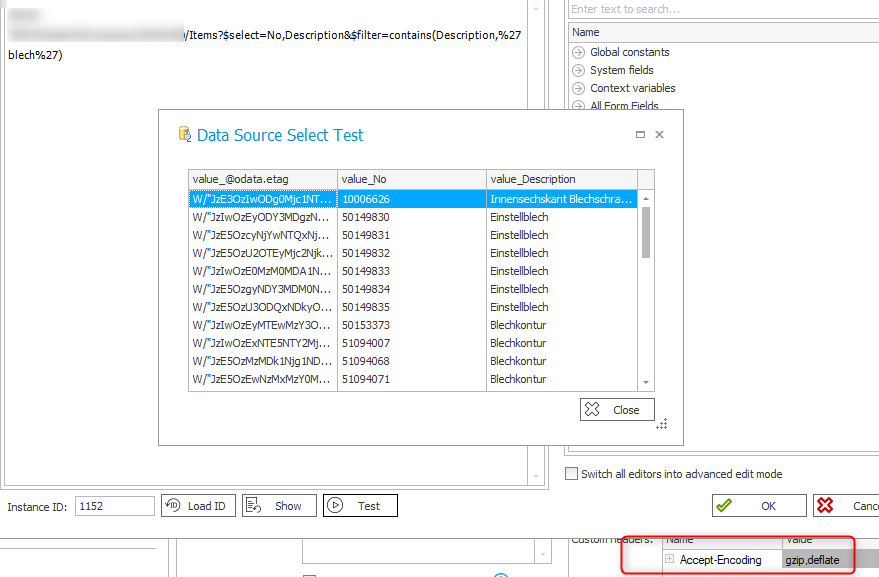 /Items?$select=No,Description&$filter=contains(Description,%27
blech%27)
Enter text to search...
Name
Global constants
System fields
Context variables
All Form Fields
Data Source Select Test
value_@odata.etag value_No value_Description
W/"JzE3OzIwODg0Mjc1NT... 10006626 Innensechskant Blechschra...
W/"JzIwOzEyODY3MDgzN... 50149830 Einstellblech
W/"JzE5OzcyNjYwNTQxNj... 50149831 Einstellblech
W/"JzE5OzU2OTEyMjc2Njk... 50149832 Einstellblech
W/"JzIwOzE0MzM0MDA1N... 50149833 Einstellblech
W/"JzE5OzgyNDY3MDM0N... 50149834 Einstellblech
W/"JzE5OzU3ODQxNDkyO... 50149835 Einstellblech
W/"JzIwOzEyMTEwMzY3O... 50153373 Blechkontur
W/"JzIwOzExNTE5NTY2Mj... 51094007 Blechkontur
W/"JzE5OzMzMDk1Njg1ND... 51094068 Blechkontur
W/"JzE5OzEwNzMxMzY0M... 51094071 Blechkontur
Close
Switch all editors into advanced edit mode
Instance ID: 1152 Load ID Show Test OK Canc
Custom headers: Name Value
Accept-Encoding gzip,deflate